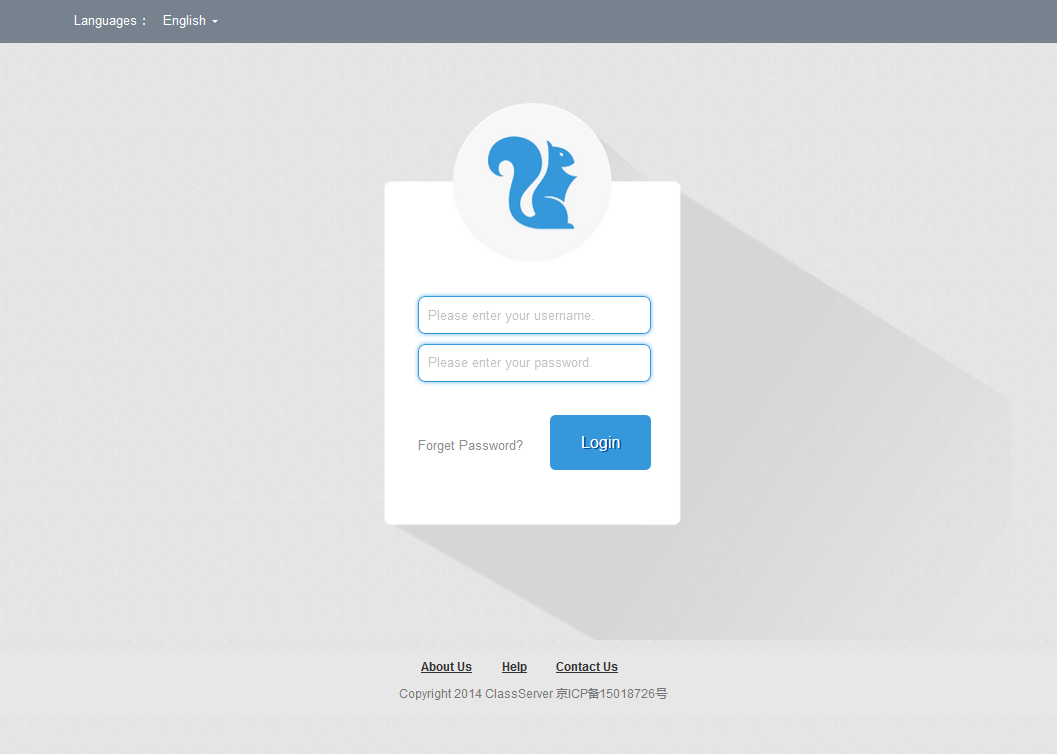 Languages : English
Please enter your username.
Please enter your password.
Forget Password? Login
About Us Help Contact Us
Copyright 2014 ClassServer 京ICP备15018726号